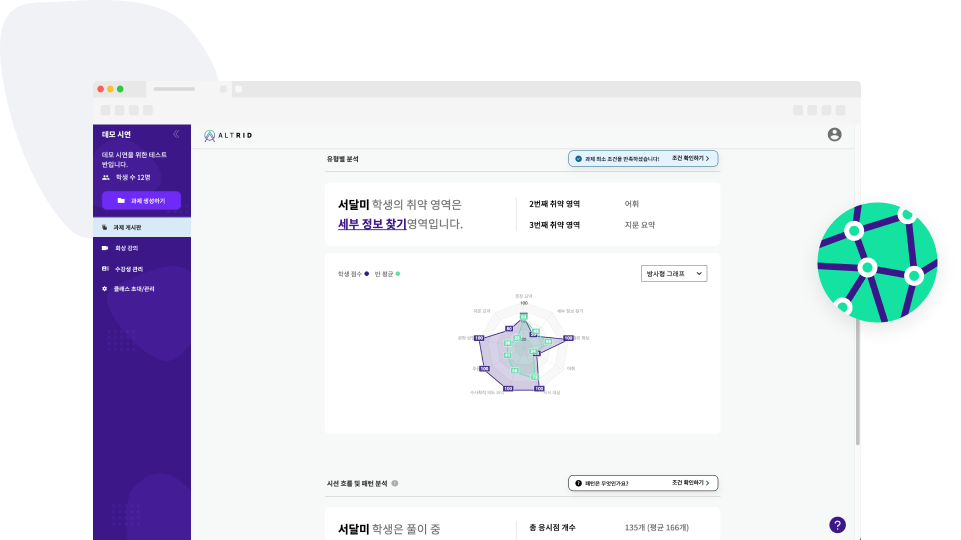 데모 시연
ALTRID
데모 시연을 위한 테스트
반입니다.
학생 수 12명
과제 생성하기
과제 게시판
화상 강의
수강생 관리
클래스 초대/관리
유형별 분석
과제 최소 조건을 만족하셨습니다!
조건 확인하기
서달미 학생의 취약 영역은
세부 정보 찾기영역입니다.
2번째 취약 영역
어휘
3번째 취약 영역
지문 요약
학생 점수
반 평균
방사형 그래프
100
세부 정보 찾기
90
100
100
어휘
100
100
100
시선 흐름 및 패턴 분석
패턴은 무엇인가요?
조건 확인하기
서달미 학생은 풀이 중
총 응시점 개수
135개 (평균 166개)
?